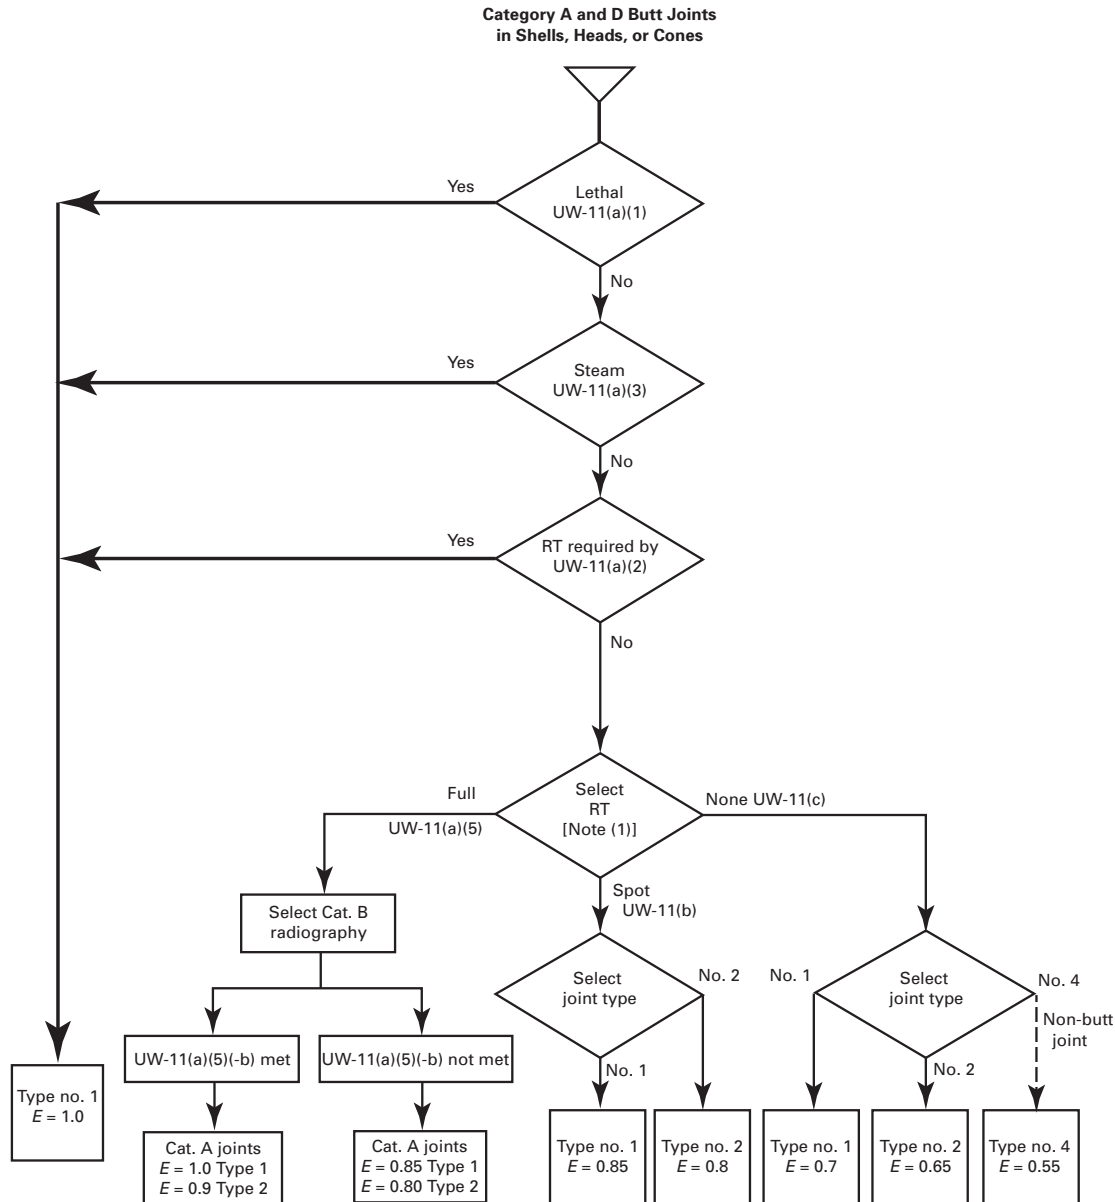 Category A and D Butt Joints
in Shells, Heads, or Cones
Yes
Lethal
UW-11(a)(1)
No
Yes
Steam
UW-11(a)(3)
No
Yes
RT required by
UW-11(a)(2)
No
Full
UW-11(a)(5)
Select
RT
[Note (1)]
None UW-11(c)
Spot
UW-11(b)
Select Cat. B
radiography
Select
joint type
No. 2
No. 1
No. 1
Select
joint type
No. 4
Non-butt
joint
No. 2
UW-11(a)(5)(-b) met
UW-11(a)(5)(-b) not met
Type no. 1
E = 1.0
Cat. A joints
E = 1.0 Type 1
E = 0.9 Type 2
Cat. A joints
E = 0.85 Type 1
E = 0.80 Type 2
Type no. 1
E = 0.85
Type no. 2
E = 0.8
Type no. 1
E = 0.7
Type no. 2
E = 0.65
Type no. 4
E = 0.55